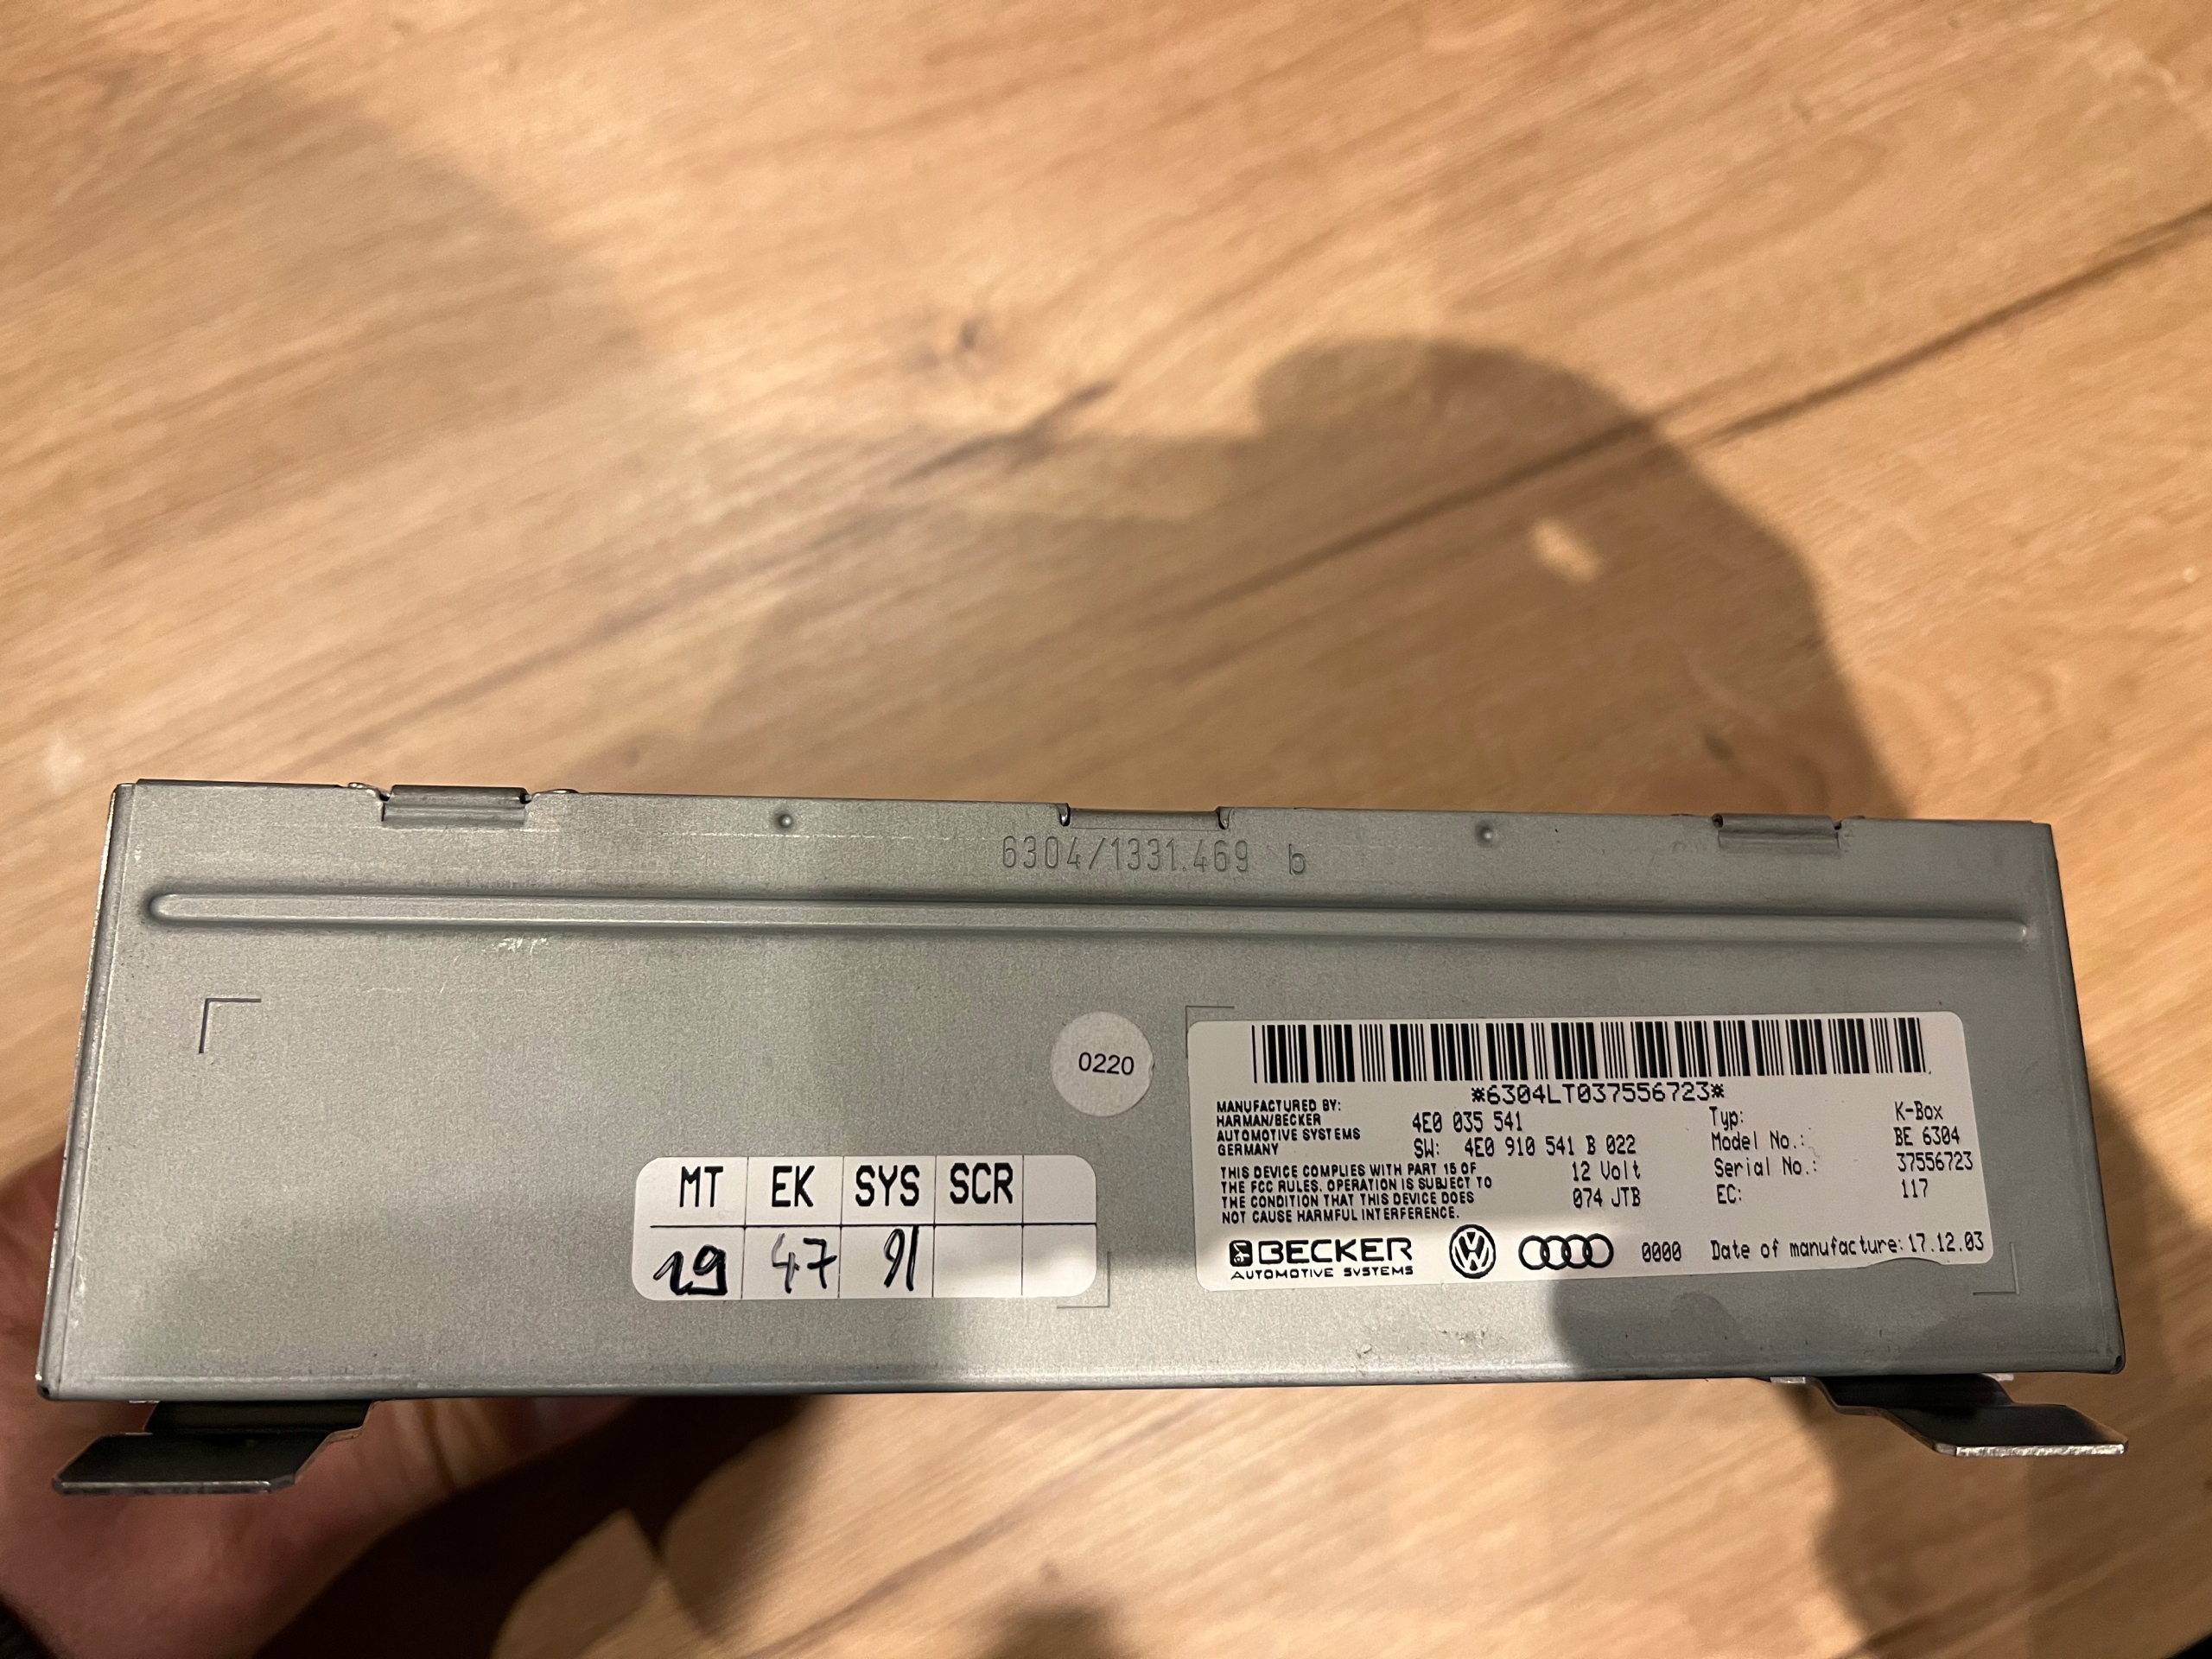 6304/1331.469 b
0220
*6304LT037556723*
MANUFACTURED BY:
HARMAN/BECKER
AUTOMOTIVE SYSTEMS
GERMANY
4E0 035 541
SW: 4E0 910 541 B 022
12 Volt
074 JTB
Typ: K-Box
Model No.: BE 6304
Serial No.: 37556723
EC: 117
THIS DEVICE COMPLIES WITH PART 15 OF
THE FCC RULES. OPERATION IS SUBJECT TO
THE CONDITION THAT THIS DEVICE DOES
NOT CAUSE HARMFUL INTERFERENCE.
BECKER
AUTOMOTIVE SYSTEMS
0000
Date of manufacture: 17.12.03
MT EK SYS SCR
19 47 91